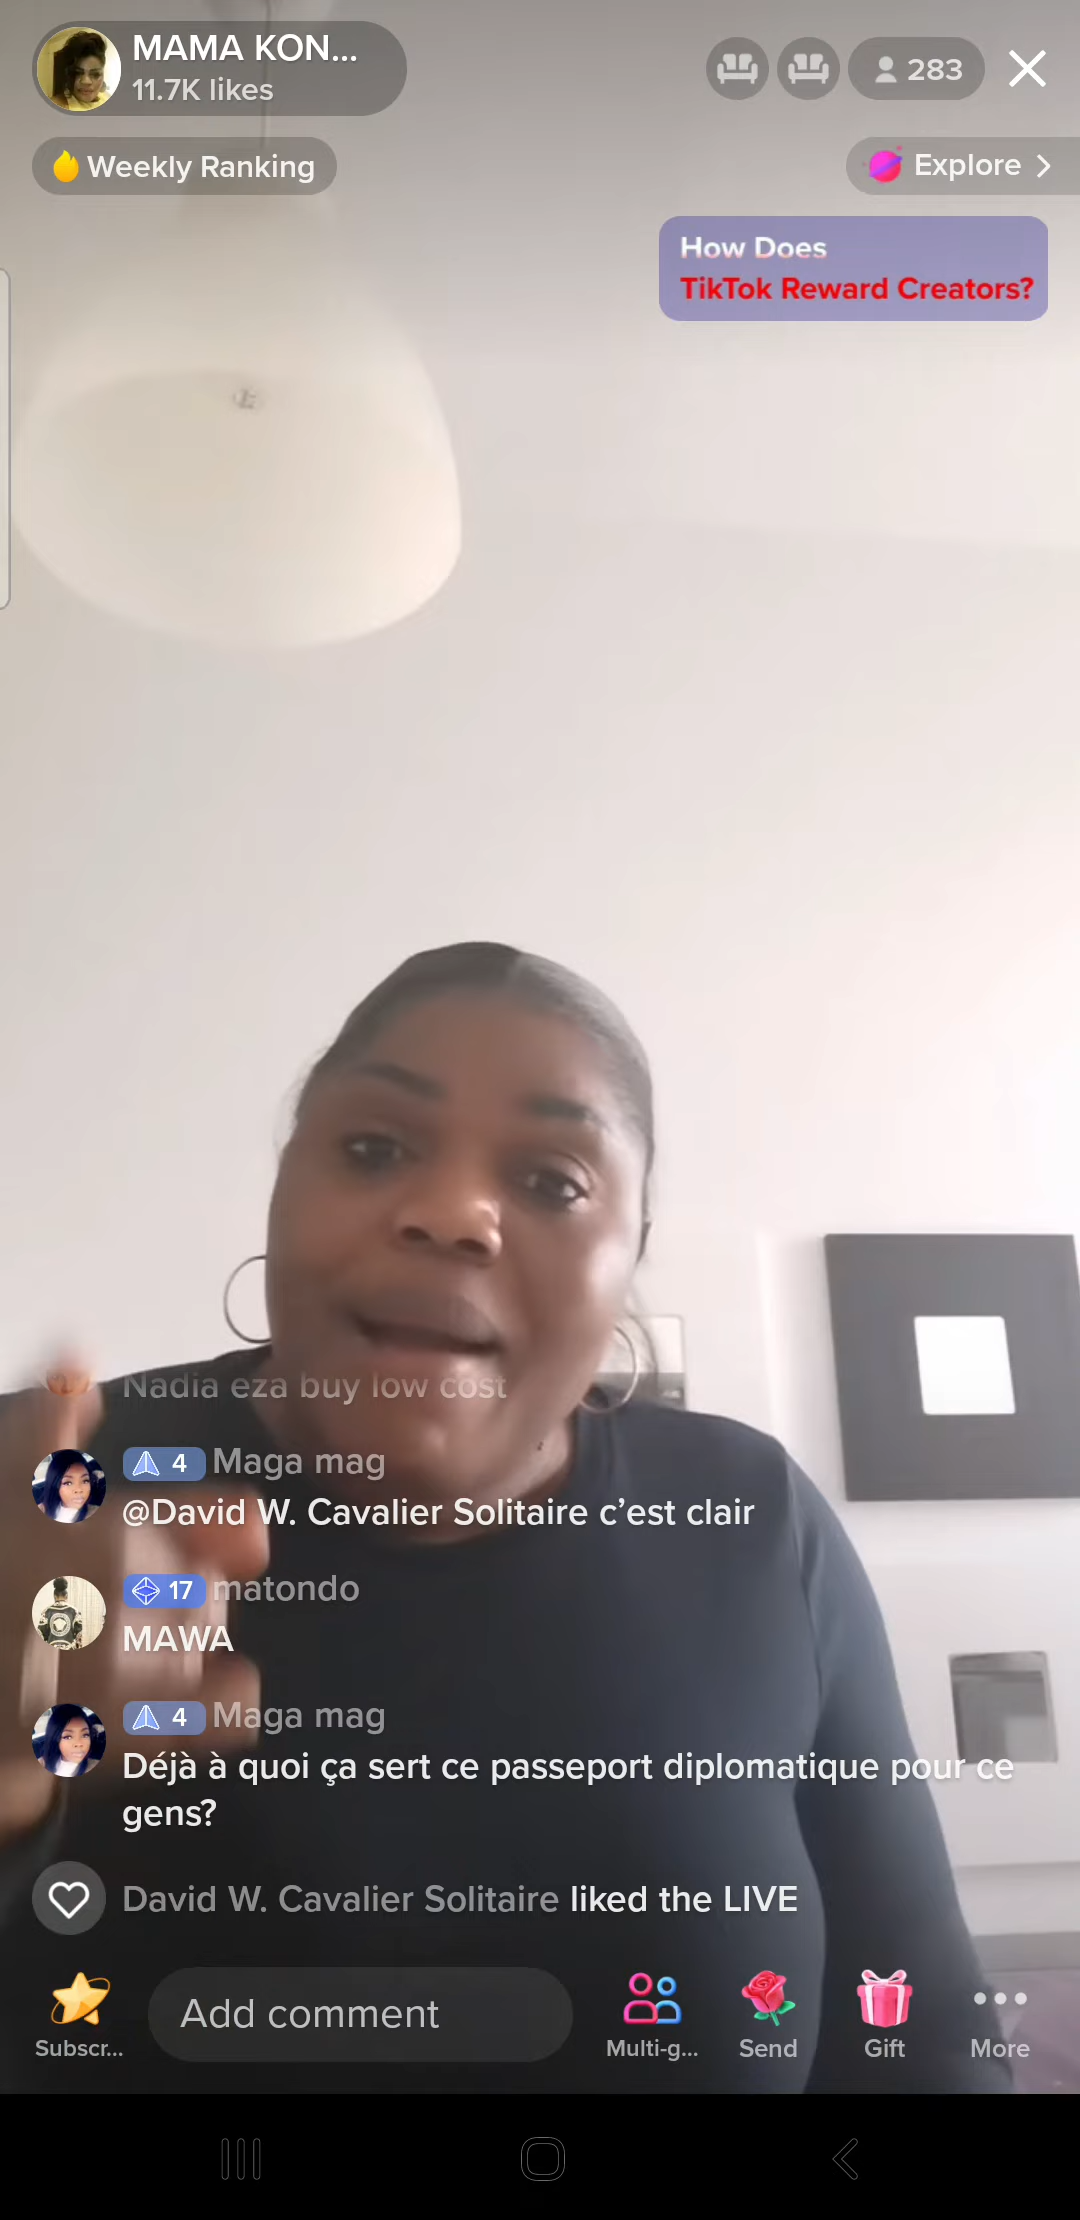 MAMA KON...
11.7K likes
283
Weekly Ranking
Explore
How Does
TikTok Reward Creators?
Nadia eza buy low cost
4 Maga mag
@David W. Cavalier Solitaire c’est clair
17 matondo
MAWA
4 Maga mag
Déjà à quoi ça sert ce passeport diplomatique pour ce
gens?
David W. Cavalier Solitaire liked the LIVE
Subscr...
Add comment
Multi-g...
Send
Gift
More